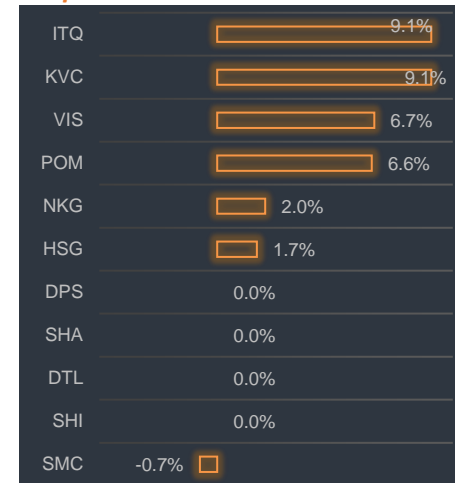 ITQ 9.1%
KVC 9.1%
VIS 6.7%
POM 6.6%
NKG 2.0%
HSG 1.7%
DPS 0.0%
SHA 0.0%
DTL 0.0%
SHI 0.0%
SMC -0.7%